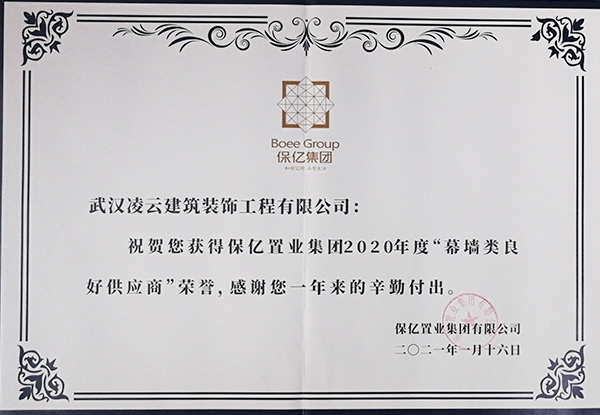 Boee Group
保亿集团
武汉凌云建筑装饰工程有限公司：
祝贺您获得保亿置业集团2020年度“幕墙类良
好供应商”荣誉，感谢您一年来的辛勤付出。
保亿置业集团有限公司
二〇二一年一月十六日